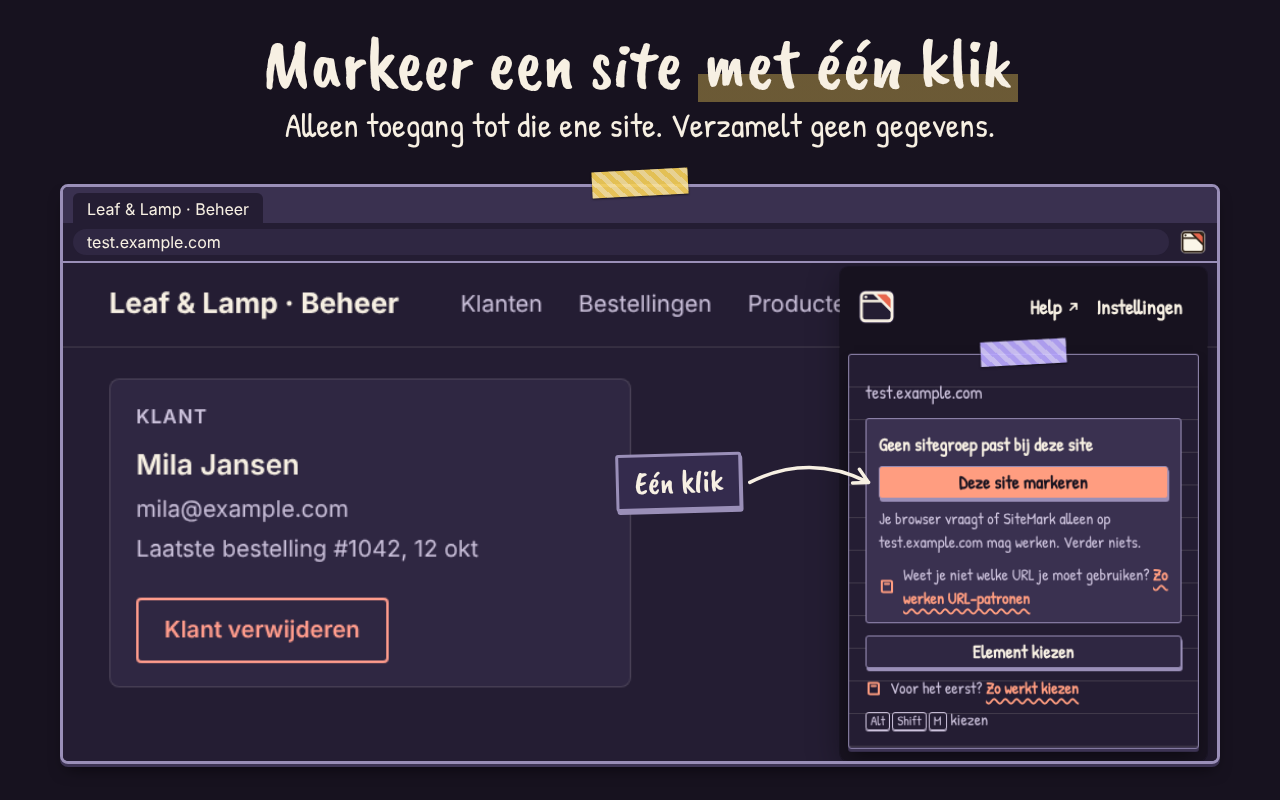 Markeer een site met één klik
Alleen toegang tot die ene site. Verzamelt geen gegevens.
Leaf & Lamp · Beheer
test.example.com
Leaf & Lamp · Beheer
Klanten
Bestellingen
Producte
Help ↗
Instellingen
KLANT
Mila Jansen
mila@example.com
Laatste bestelling #1042, 12 okt
Klant verwijderen
Eén klik
test.example.com
Geen sitegroep past bij deze site
Deze site markeren
Je browser vraagt of SiteMark alleen op
test.example.com mag werken. Verder niets.
Weet je niet welke URL je moet gebruiken? Zo
werken URL-patronen
Element kiezen
Voor het eerst? Zo werkt kiezen
Alt Shift M kiezen